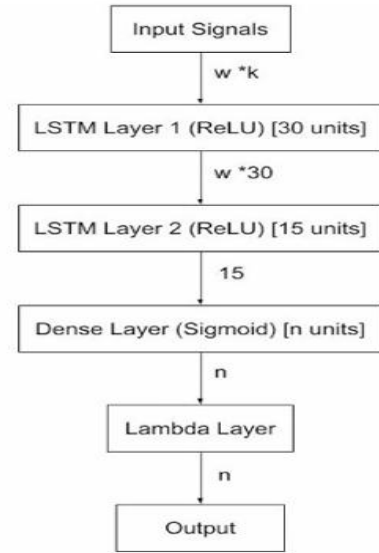 Input Signals
w *k
LSTM Layer 1 (ReLU) [30 units]
w *30
LSTM Layer 2 (ReLU) [15 units]
15
Dense Layer (Sigmoid) [n units]
n
Lambda Layer
n
Output